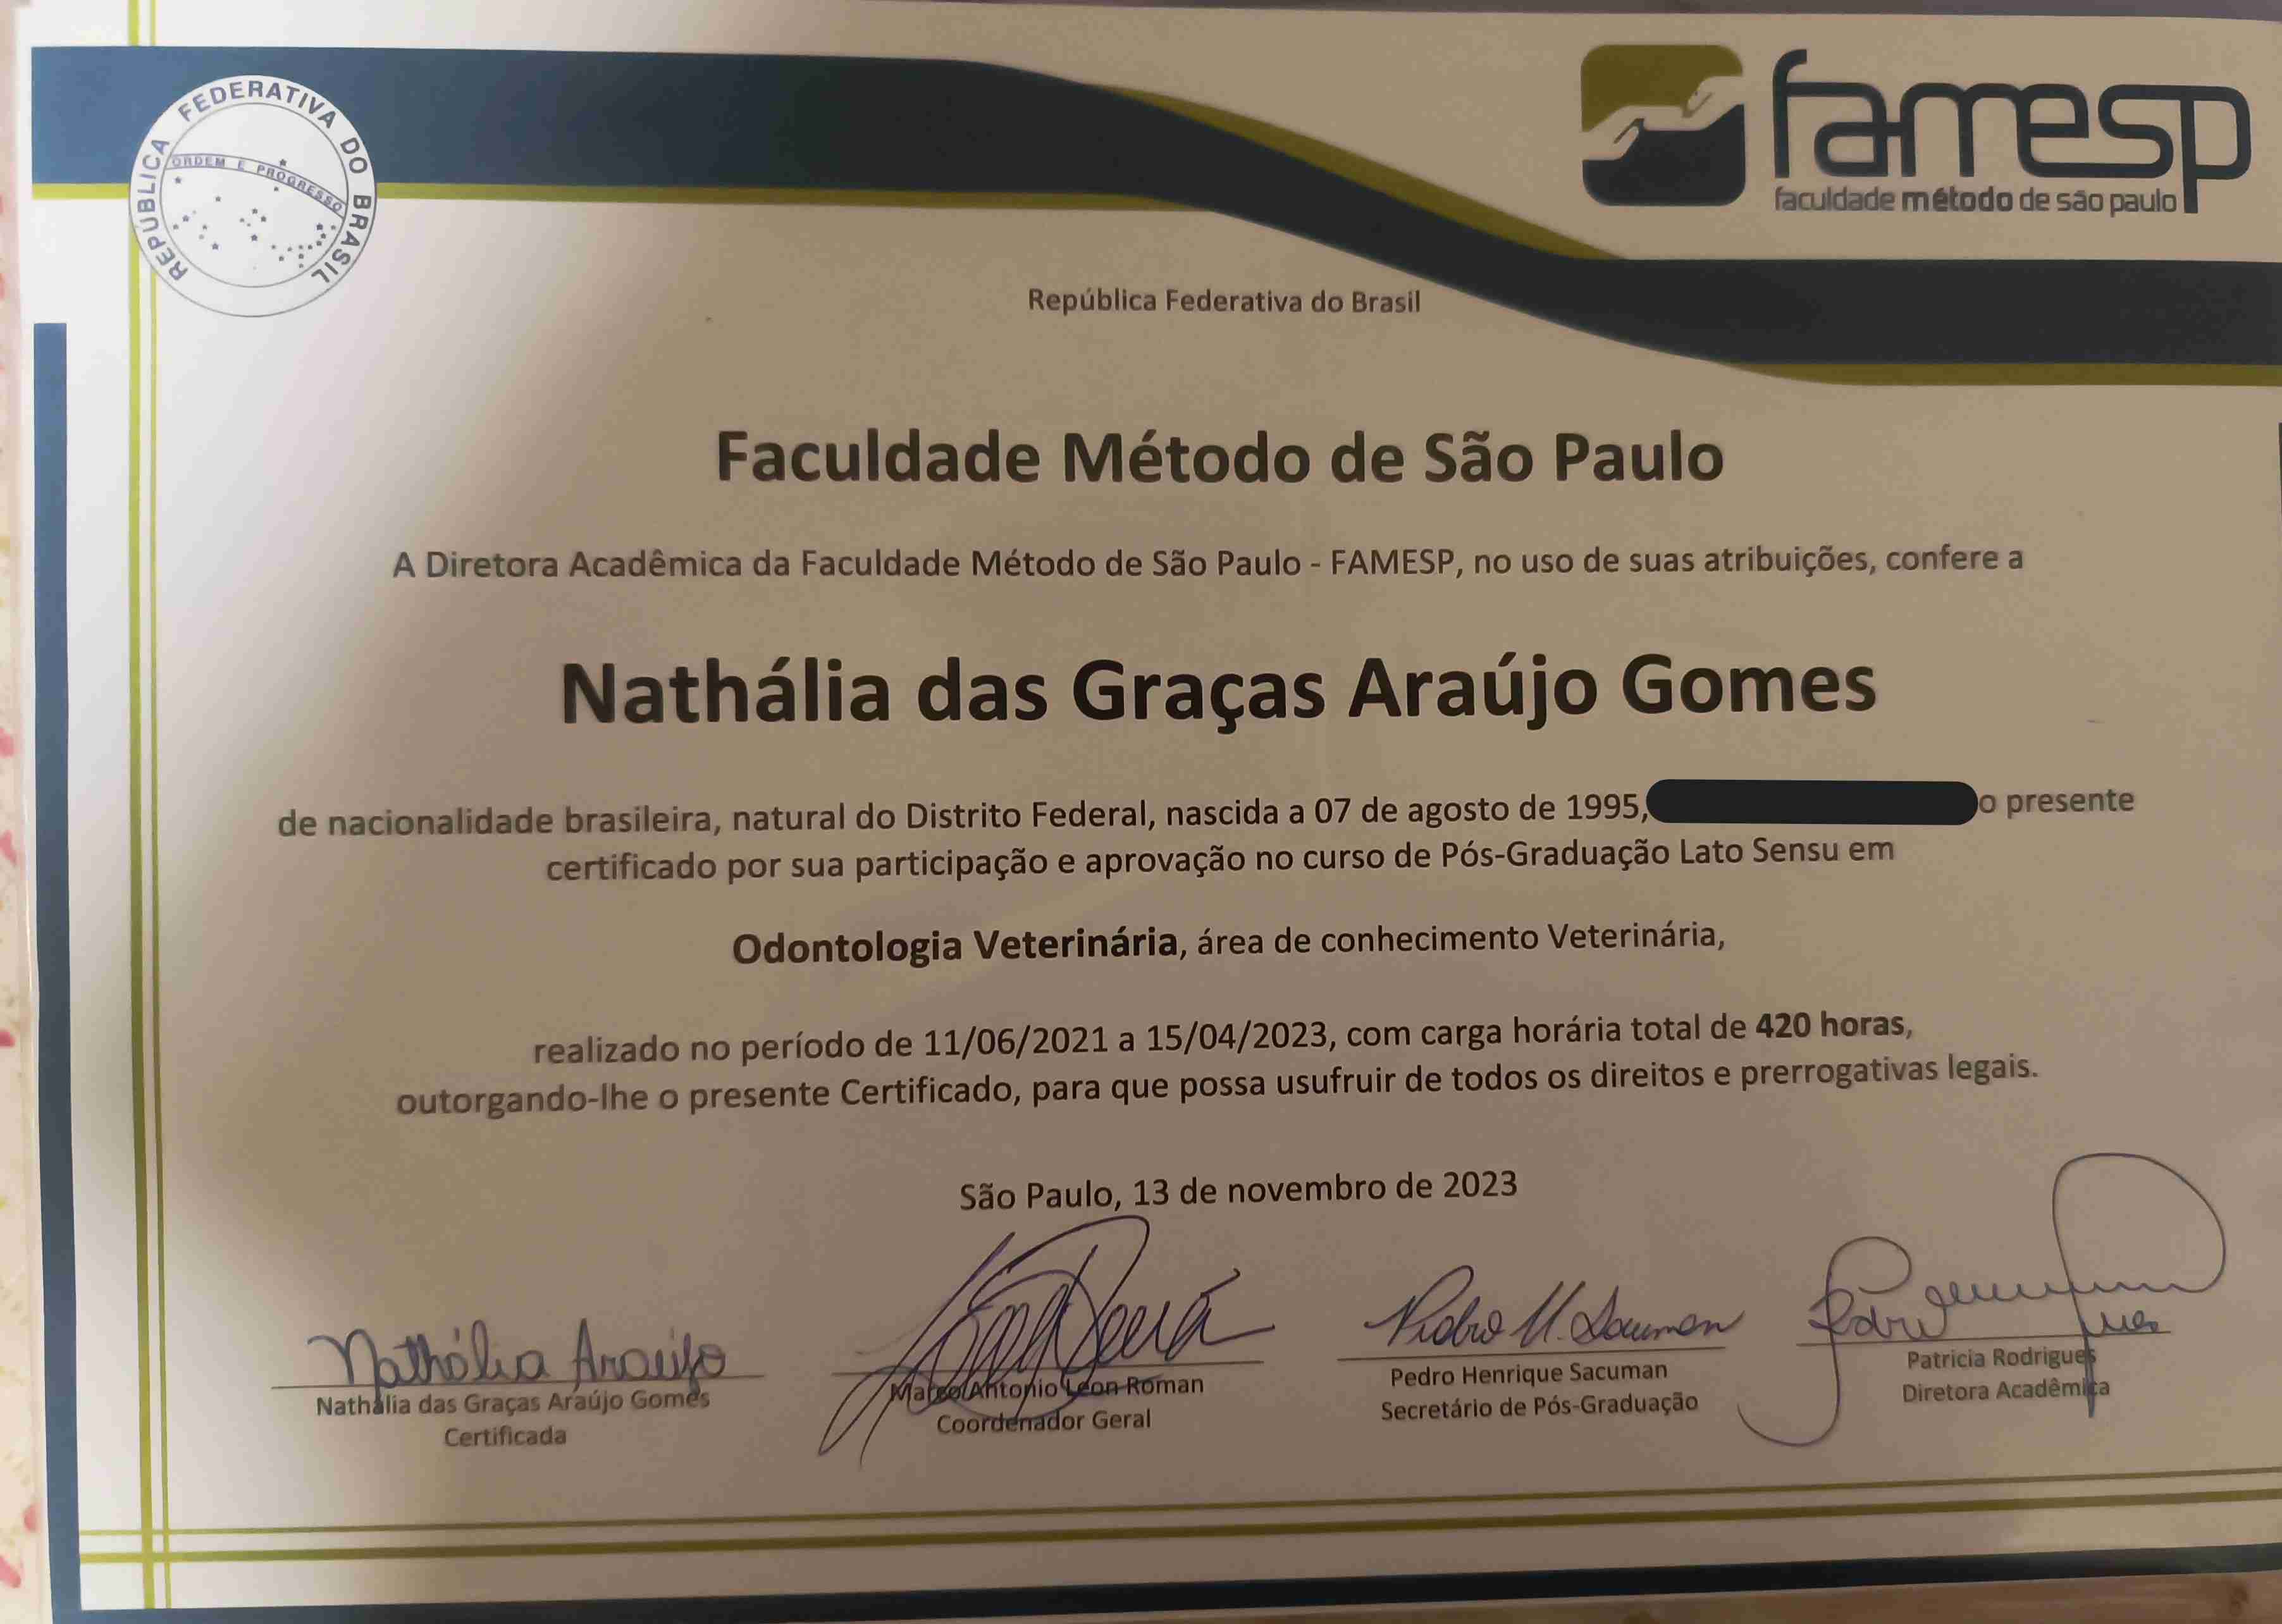 REPÚBLICA FEDERATIVA DO BRASIL
ORDEM E PROGRESSO
famesp
faculdade método de são paulo
República Federativa do Brasil
Faculdade Método de São Paulo
A Diretora Acadêmica da Faculdade Método de São Paulo - FAMESP, no uso de suas atribuições, confere a
Nathália das Graças Araújo Gomes
de nacionalidade brasileira, natural do Distrito Federal, nascida a 07 de agosto de 1995, o presente
certificado por sua participação e aprovação no curso de Pós-Graduação Lato Sensu em
Odontologia Veterinária, área de conhecimento Veterinária,
realizado no período de 11/06/2021 a 15/04/2023, com carga horária total de 420 horas,
outorgando-lhe o presente Certificado, para que possa usufruir de todos os direitos e prerrogativas legais.
São Paulo, 13 de novembro de 2023
Nathália Araújo
Nathália das Graças Araújo Gomes
Certificada
Marco Antonio Leon Roman
Coordenador Geral
Pedro H. Sacuman
Pedro Henrique Sacuman
Secretário de Pós-Graduação
Patricia Rodrigues
Diretora Acadêmica